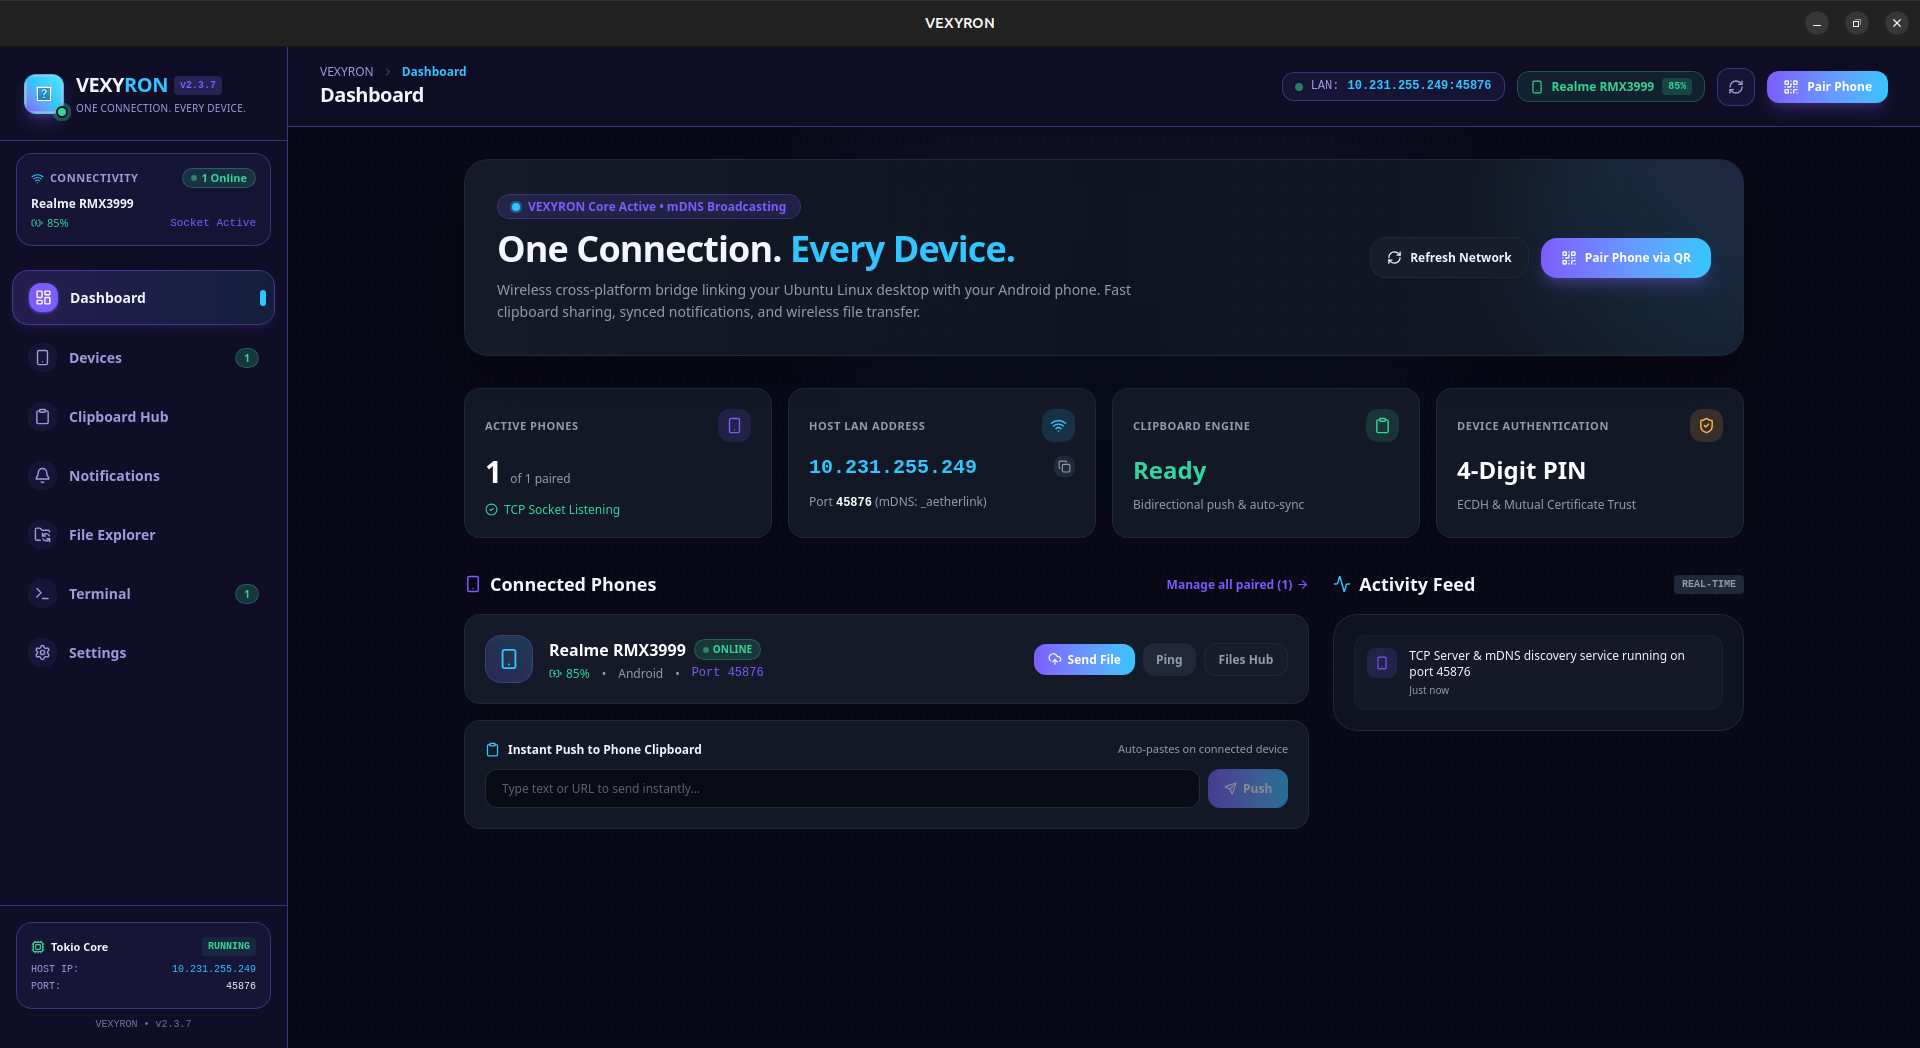 VEXYRON
VEXYRON v2.3.7
ONE CONNECTION. EVERY DEVICE.
CONNECTIVITY
1 Online
Realme RMX3999
85%
Socket Active
Dashboard
Devices
1
Clipboard Hub
Notifications
File Explorer
Terminal
1
Settings
Tokio Core
RUNNING
HOST IP:
10.231.255.249
PORT:
45876
VEXYRON • v2.3.7
VEXYRON › Dashboard
Dashboard
LAN: 10.231.255.249:45876
Realme RMX3999 85%
Pair Phone
VEXYRON Core Active • mDNS Broadcasting
One Connection. Every Device.
Wireless cross-platform bridge linking your Ubuntu Linux desktop with your Android phone. Fast
clipboard sharing, synced notifications, and wireless file transfer.
Refresh Network
Pair Phone via QR
ACTIVE PHONES
1 of 1 paired
TCP Socket Listening
HOST LAN ADDRESS
10.231.255.249
Port 45876 (mDNS: _aetherlink)
CLIPBOARD ENGINE
Ready
Bidirectional push & auto-sync
DEVICE AUTHENTICATION
4-Digit PIN
ECDH & Mutual Certificate Trust
Connected Phones
Manage all paired (1) →
Realme RMX3999
ONLINE
85% • Android • Port 45876
Send File
Ping
Files Hub
Instant Push to Phone Clipboard
Auto-pastes on connected device
Type text or URL to send instantly...
Push
Activity Feed
REAL-TIME
TCP Server & mDNS discovery service running on
port 45876
Just now